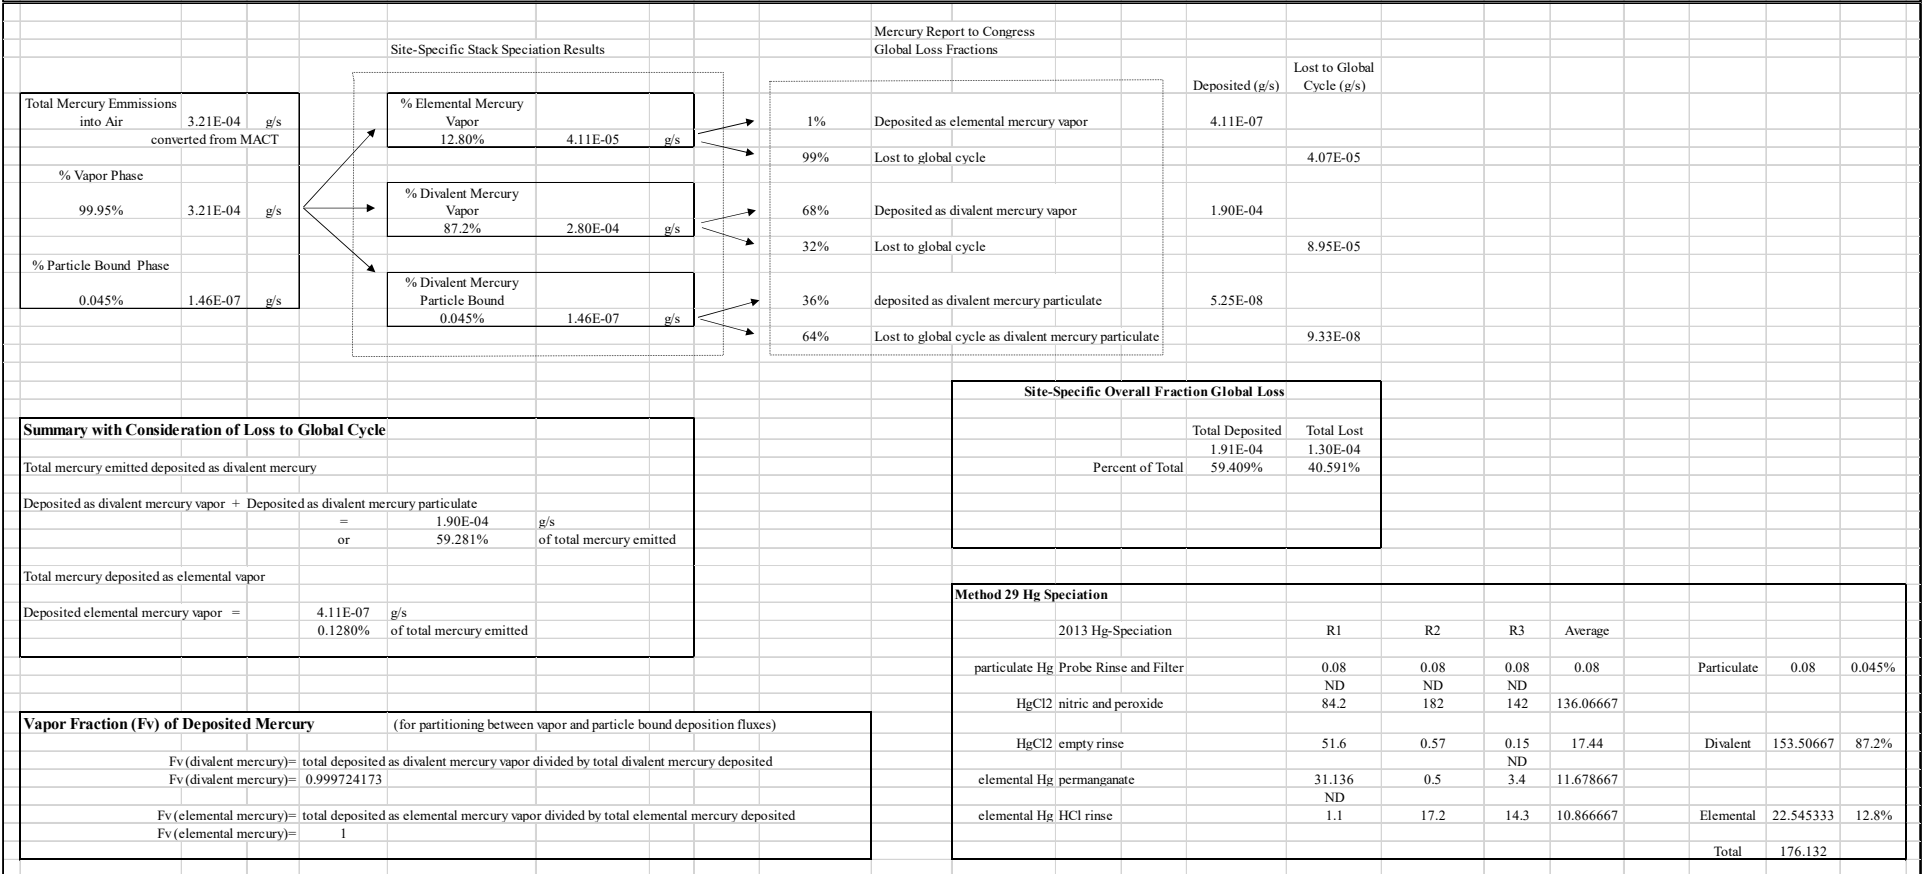 Mercury Report to Congress
Site-Specific Stack Speciation Results Global Loss Fractions
Lost to Global
Deposited (g/s) Cycle (g/s)
Total Mercury Emmissions % Elemental Mercury
into Air 3.21E-04 g/s Vapor 1% Deposited as elemental mercury vapor 4.11E-07
converted from MACT 12.80% 4.11E-05 g/s
99% Lost to global cycle 4.07E-05
% Vapor Phase
% Divalent Mercury
99.95% 3.21E-04 g/s Vapor 68% Deposited as divalent mercury vapor 1.90E-04
87.2% 2.80E-04 g/s
32% Lost to global cycle 8.95E-05
% Particle Bound Phase
% Divalent Mercury
0.045% 1.46E-07 g/s Particle Bound 36% deposited as divalent mercury particulate 5.25E-08
0.045% 1.46E-07 g/s
64% Lost to global cycle as divalent mercury particulate 9.33E-08
Site-Specific Overall Fraction Global Loss
Total Deposited Total Lost
1.91E-04 1.30E-04
Percent of Total 59.409% 40.591%
Summary with Consideration of Loss to Global Cycle
Total mercury emitted deposited as divalent mercury
Deposited as divalent mercury vapor + Deposited as divalent mercury particulate
= 1.90E-04 g/s
or 59.281% of total mercury emitted
Total mercury deposited as elemental vapor
Deposited elemental mercury vapor = 4.11E-07 g/s
0.1280% of total mercury emitted
Method 29 Hg Speciation
2013 Hg-Speciation R1 R2 R3 Average
particulate Hg Probe Rinse and Filter 0.08 0.08 0.08 0.08 Particulate 0.08 0.045%
ND ND ND
HgCl2 nitric and peroxide 84.2 182 142 136.06667
HgCl2 empty rinse 51.6 0.57 0.15 17.44 Divalent 153.50667 87.2%
ND
elemental Hg permanganate 31.136 0.5 3.4 11.678667
ND
elemental Hg HCl rinse 1.1 17.2 14.3 10.866667 Elemental 22.545333 12.8%
Total 176.132
Vapor Fraction (Fv) of Deposited Mercury (for partitioning between vapor and particle bound deposition fluxes)
Fv (divalent mercury)= total deposited as divalent mercury vapor divided by total divalent mercury deposited
Fv (divalent mercury)= 0.999724173
Fv (elemental mercury)= total deposited as elemental mercury vapor divided by total elemental mercury deposited
Fv (elemental mercury)= 1